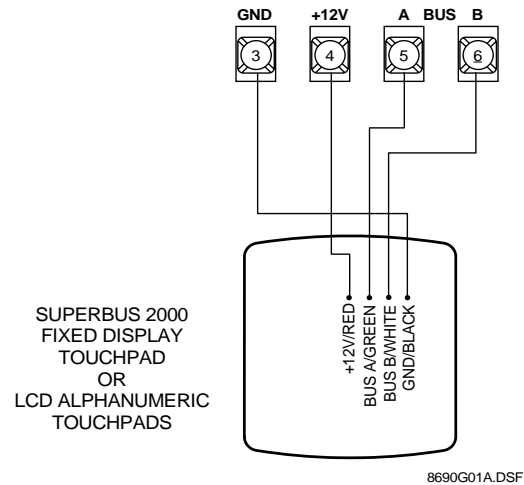 GND +12V A BUS B
3 4 5 6
+12V/RED
BUS A/GREEN
BUS B/WHITE
GND/BLACK
SUPERBUS 2000
FIXED DISPLAY
TOUCHPAD
OR
LCD ALPHANUMERIC
TOUCHPADS
8690G01A.DSF